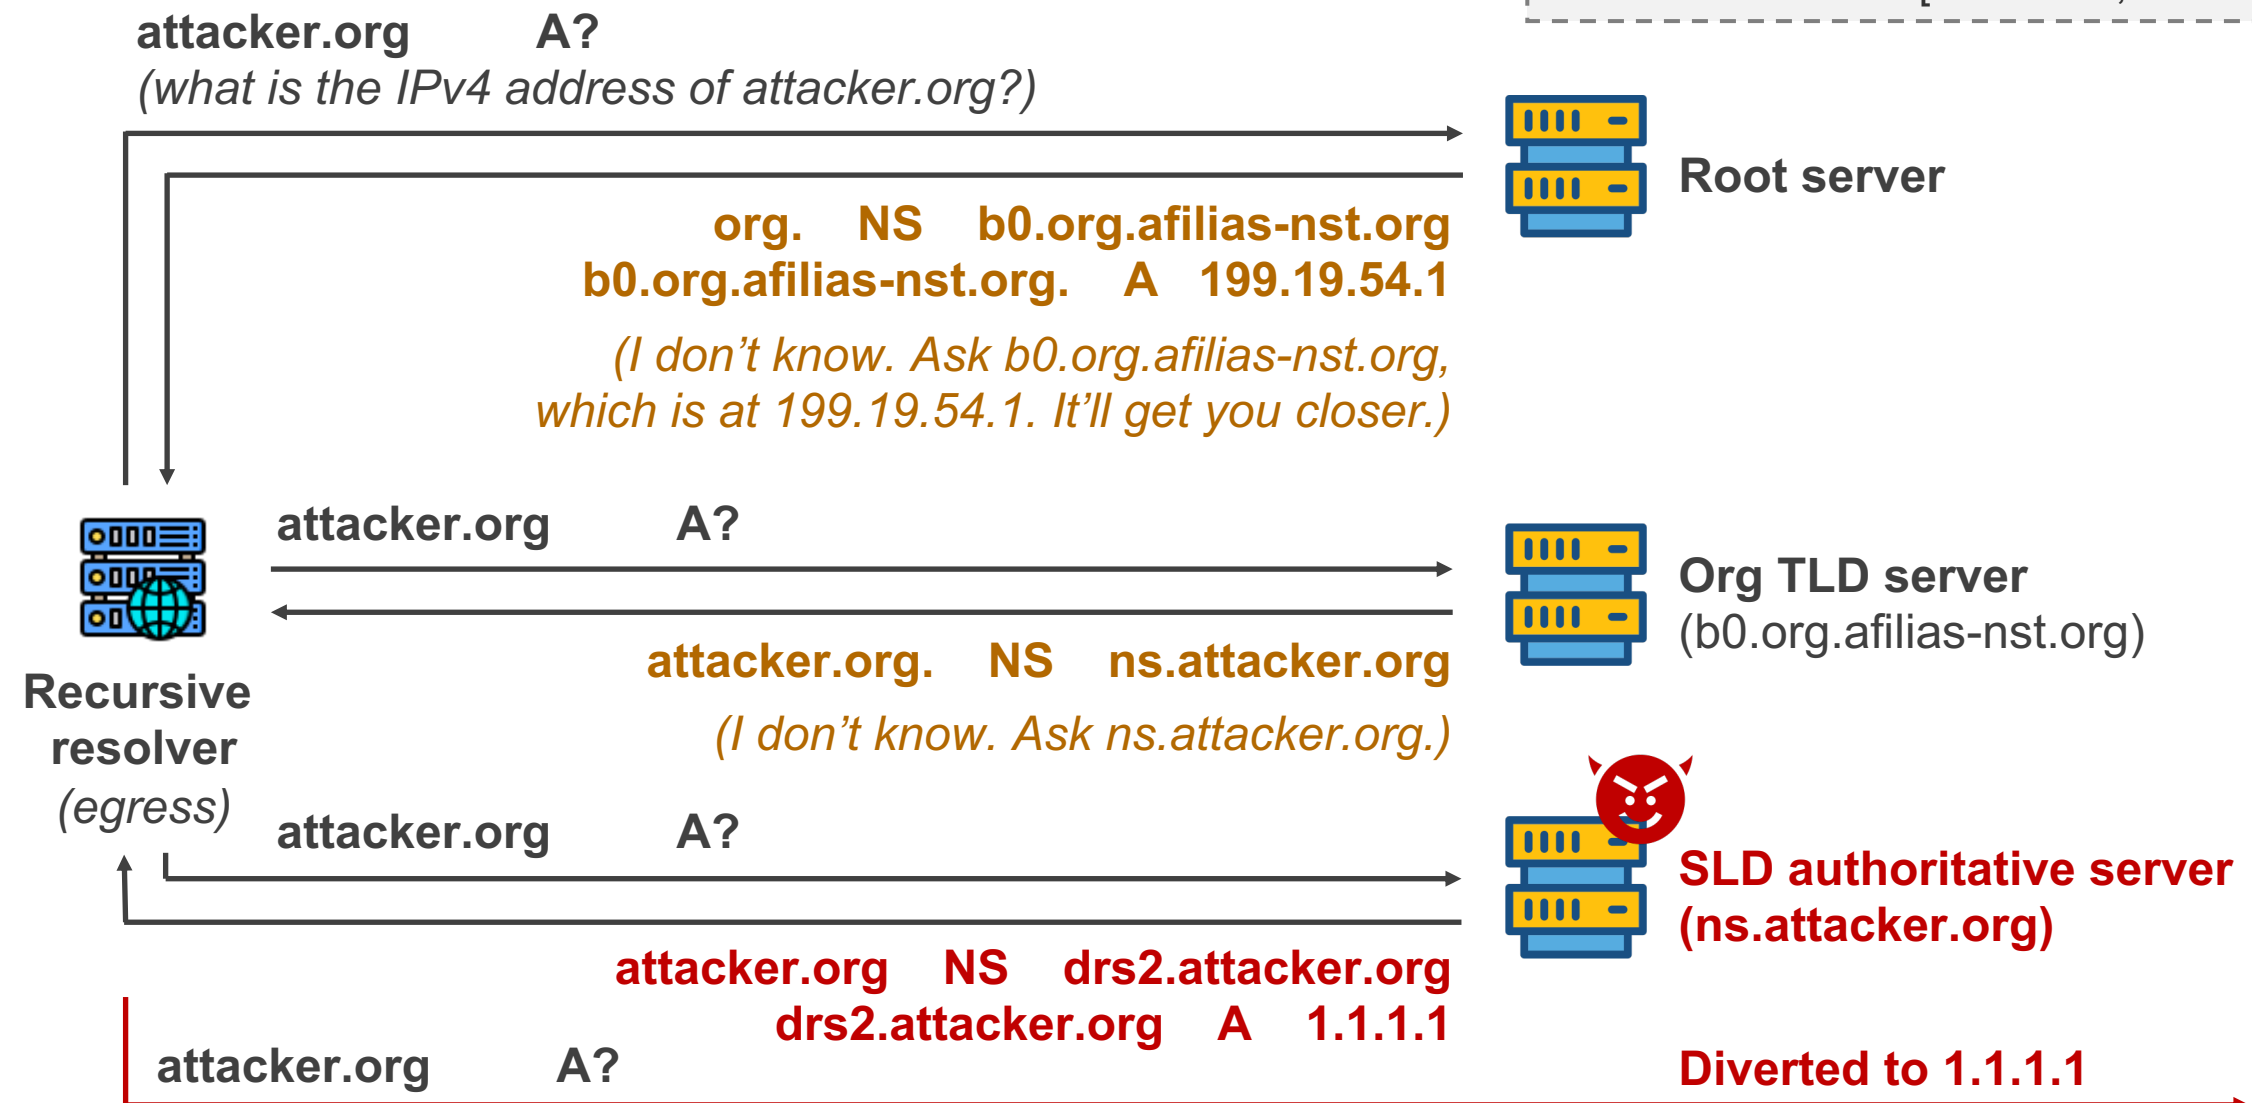 attacker.org A?
(what is the IPv4 address of attacker.org?)
Root server
org. NS b0.org.afilias-nst.org
b0.org.afilias-nst.org. A 199.19.54.1
(I don’t know. Ask b0.org.afilias-nst.org,
which is at 199.19.54.1. It’ll get you closer.)
attacker.org A?
Org TLD server
(b0.org.afilias-nst.org)
attacker.org. NS ns.attacker.org
(I don’t know. Ask ns.attacker.org.)
Recursive
resolver
(egress)
attacker.org A?
SLD authoritative server
(ns.attacker.org)
attacker.org NS drs2.attacker.org
drs2.attacker.org A 1.1.1.1
attacker.org A?
Diverted to 1.1.1.1